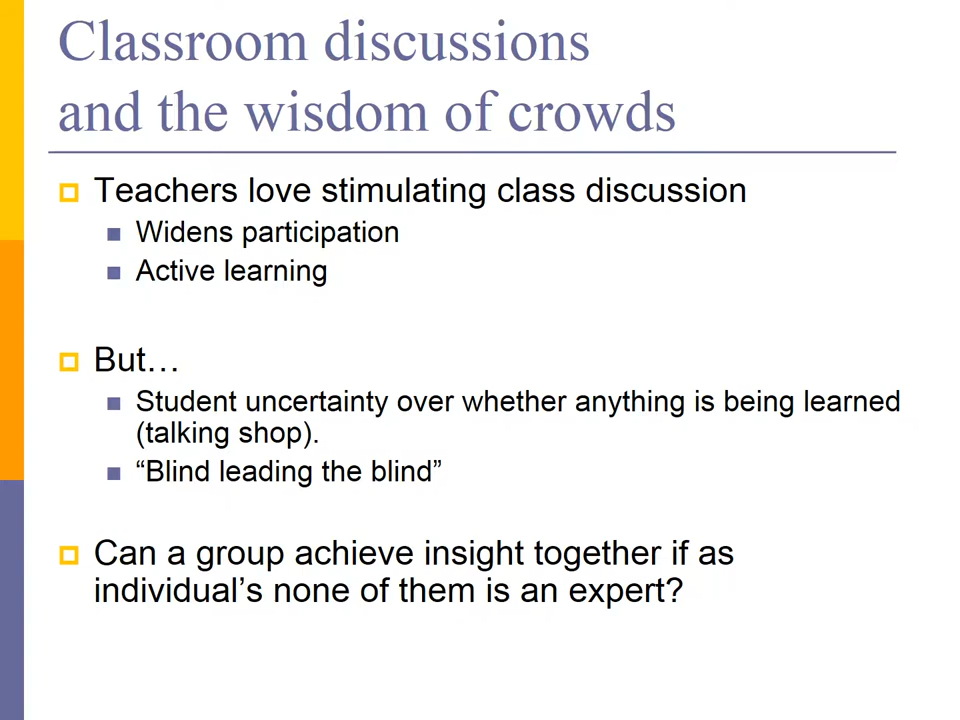 Classroom discussions
and the wisdom of crowds
Teachers love stimulating class discussion
Widens participation
Active learning
But…
Student uncertainty over whether anything is being learned
(talking shop).
“Blind leading the blind”
Can a group achieve insight together if as
individual’s none of them is an expert?